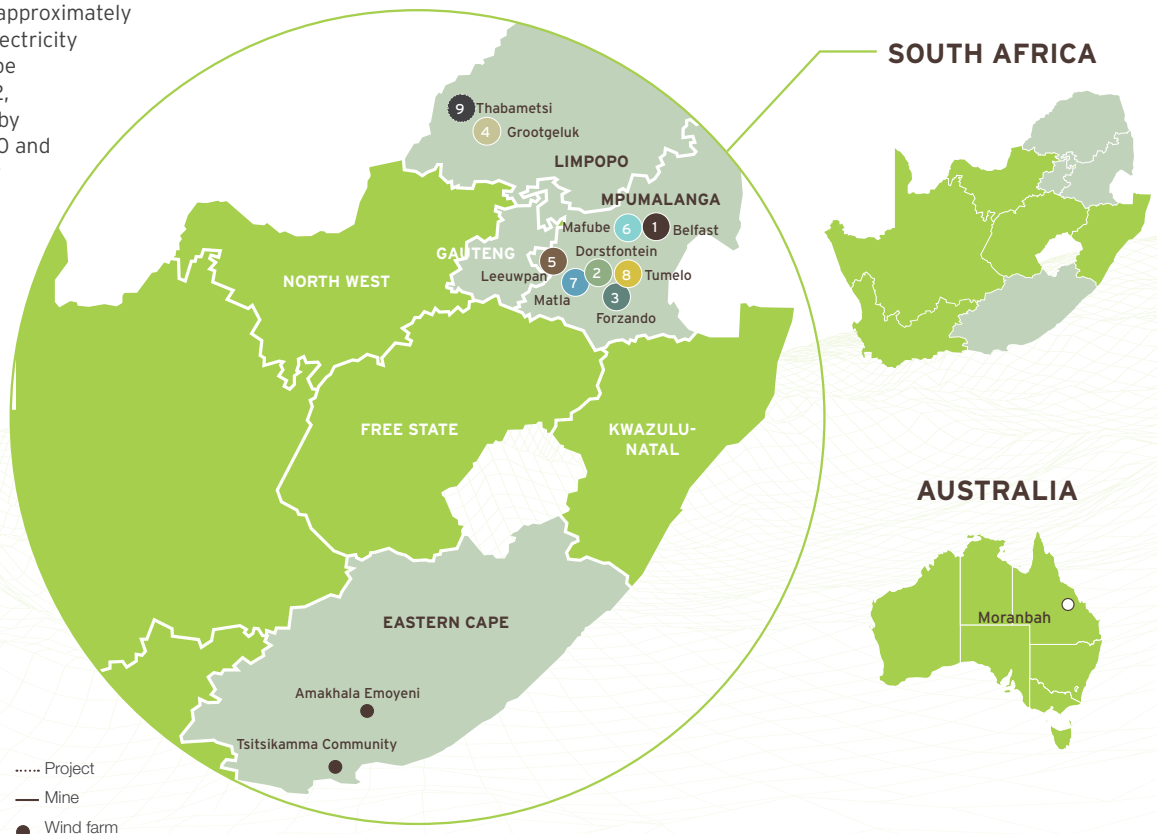 approximately
ectricity
be
2,
by
0 and
SOUTH AFRICA
9 Thabametsi
4 Grootgeluk
LIMPOPO
MPUMALANGA
Mafube 6 1 Belfast
GAUTENG
Dorstfontein
5
Leeuwpan
2 8 Tumelo
7
Matla
3
Forzando
NORTH WEST
FREE STATE
KWAZULU-
NATAL
AUSTRALIA
Moranbah
EASTERN CAPE
Amakhala Emoyeni
Tsitsikamma Community
Project
Mine
Wind farm